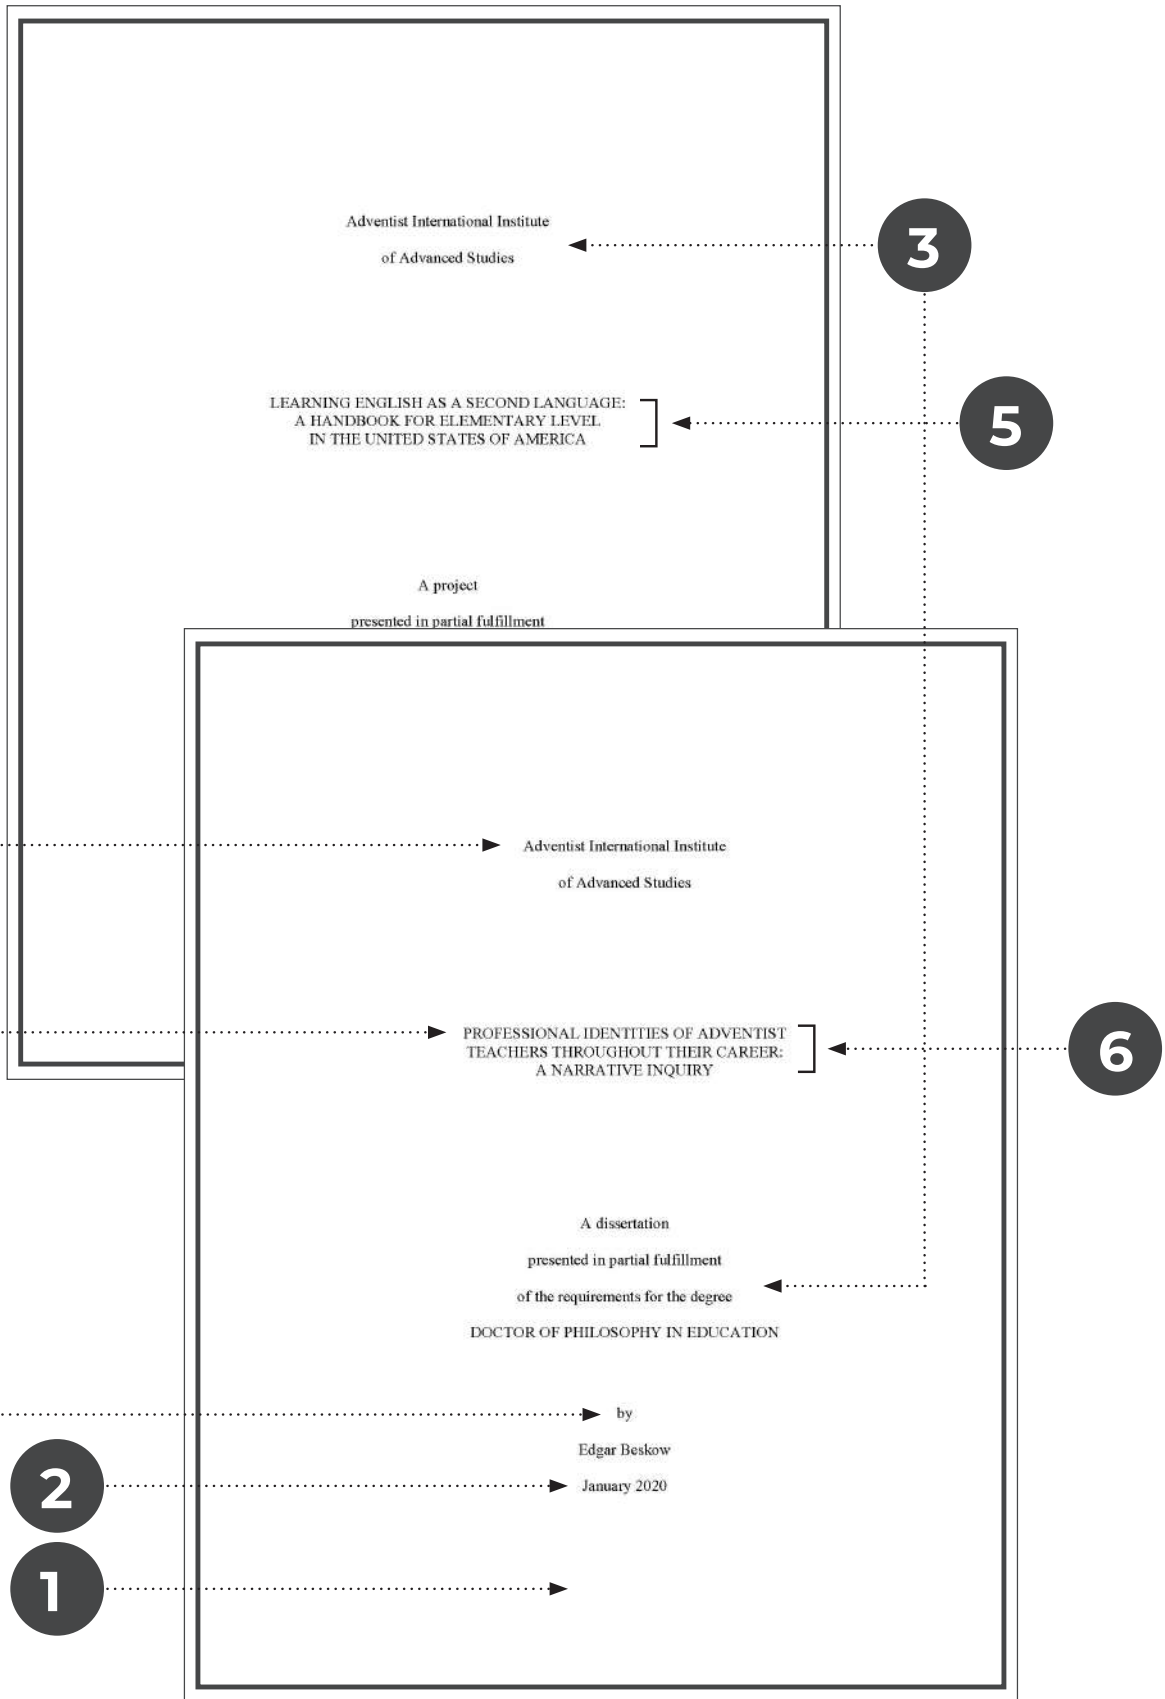 Adventist International Institute
of Advanced Studies
3
LEARNING ENGLISH AS A SECOND LANGUAGE:
A HANDBOOK FOR ELEMENTARY LEVEL
IN THE UNITED STATES OF AMERICA
5
A project
presented in partial fulfillment
Adventist International Institute
of Advanced Studies
PROFESSIONAL IDENTITIES OF ADVENTIST
TEACHERS THROUGHOUT THEIR CAREER:
A NARRATIVE INQUIRY
6
A dissertation
presented in partial fulfillment
of the requirements for the degree
DOCTOR OF PHILOSOPHY IN EDUCATION
by
Edgar Beskow
2
January 2020
1